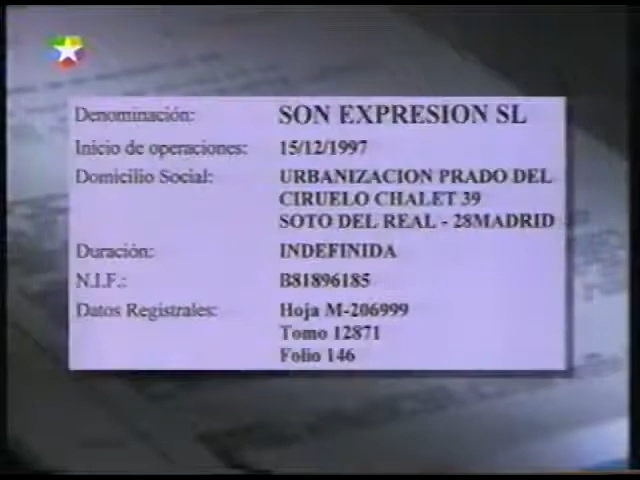 Denominación: SON EXPRESION SL
Inicio de operaciones: 15/12/1997
Domicilio Social: URBANIZACION PRADO DEL
CIRUELO CHALET 39
SOTO DEL REAL - 28MADRID
Duración: INDEFINIDA
N.I.F.: B81896185
Datos Registrales: Hoja M-206999
Tomo 12871
Folio 146